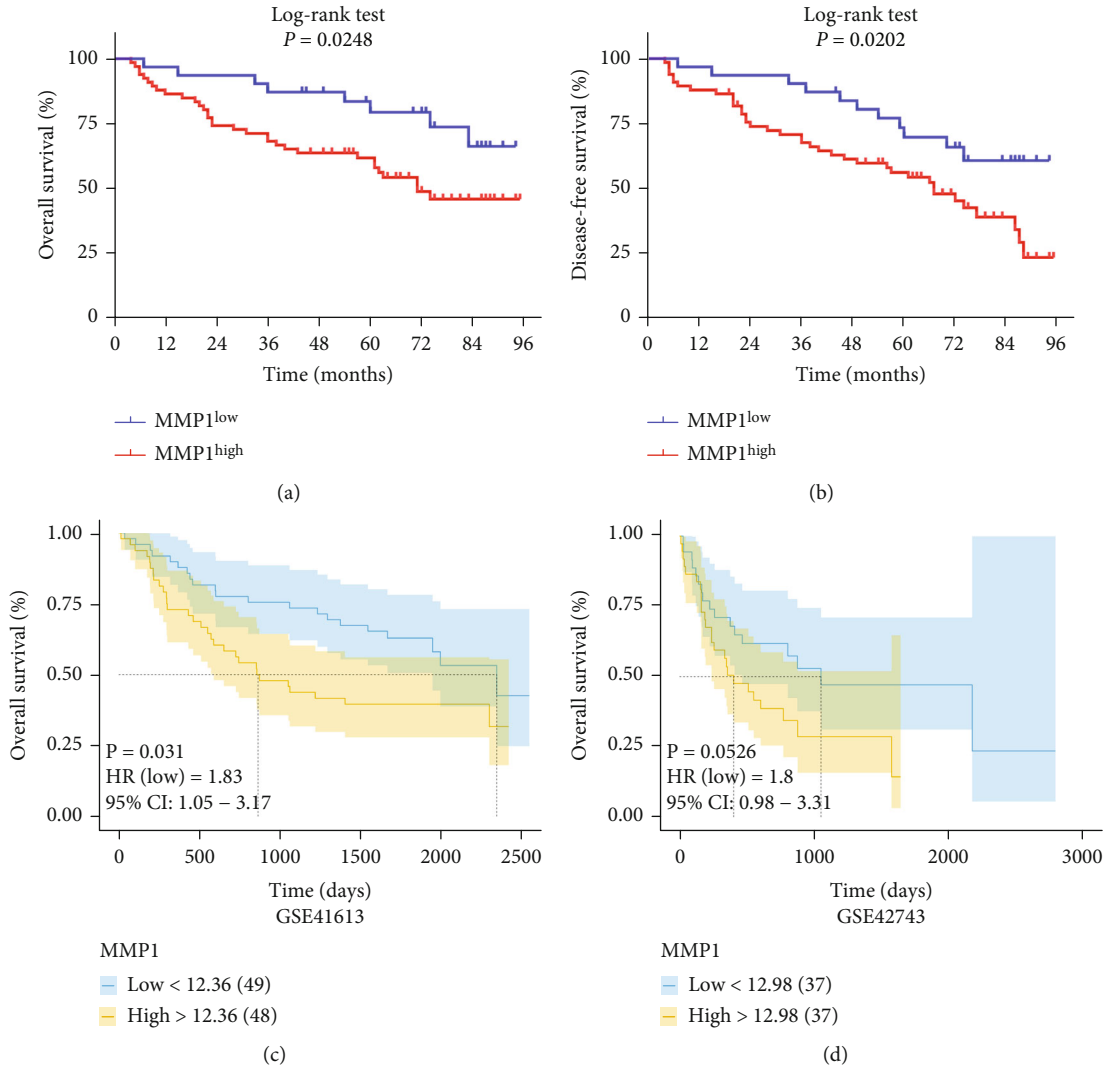 Log-rank test
P = 0.0248
Overall survival (%)
100
75
50
25
0
0 12 24 36 48 60 72 84 96
Time (months)
MMP1low
MMP1high
(a)
Log-rank test
P = 0.0202
Disease-free survival (%)
100
75
50
25
0
0 12 24 36 48 60 72 84 96
Time (months)
MMP1low
MMP1high
(b)
Overall survival (%)
1.00
0.75
0.50
0.25
0.00
P = 0.031
HR (low) = 1.83
95% CI: 1.05 − 3.17
0 500 1000 1500 2000 2500
Time (days)
GSE41613
MMP1
Low < 12.36 (49)
High > 12.36 (48)
(c)
Overall survival (%)
1.00
0.75
0.50
0.25
0.00
P = 0.0526
HR (low) = 1.8
95% CI: 0.98 − 3.31
0 1000 2000 3000
Time (days)
GSE42743
MMP1
Low < 12.98 (37)
High > 12.98 (37)
(d)